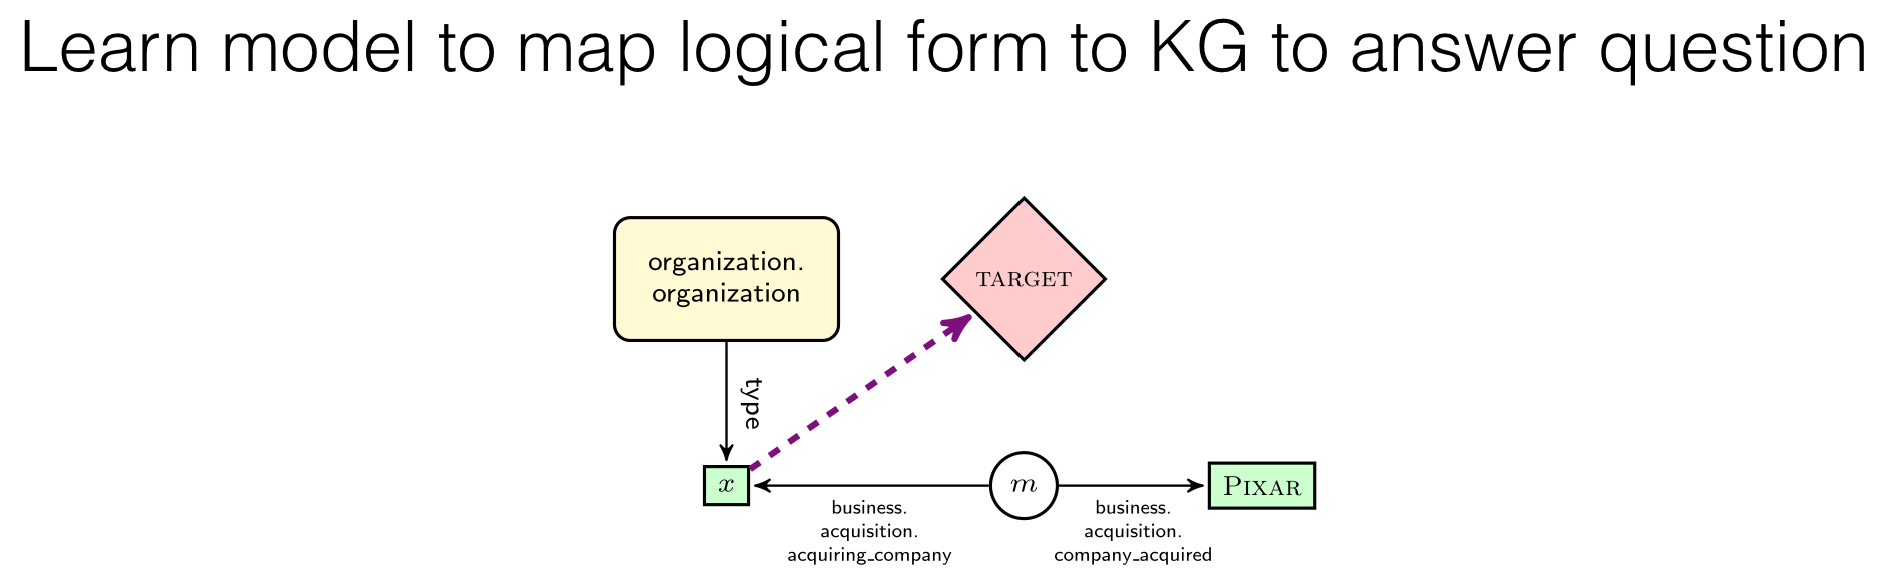 Learn model to map logical form to KG to answer question
organization.
organization
TARGET
type
x
m
PIXAR
business.
acquisition.
acquiring_company
business.
acquisition.
company_acquired